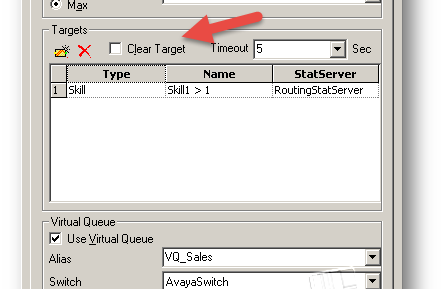 Max
Targets
Clear Target Timeout 5 Sec
Type Name StatServer
1 Skill Skill1 > 1 RoutingStatServer
Virtual Queue
Use Virtual Queue
Alias VQ_Sales
Switch AvayaSwitch